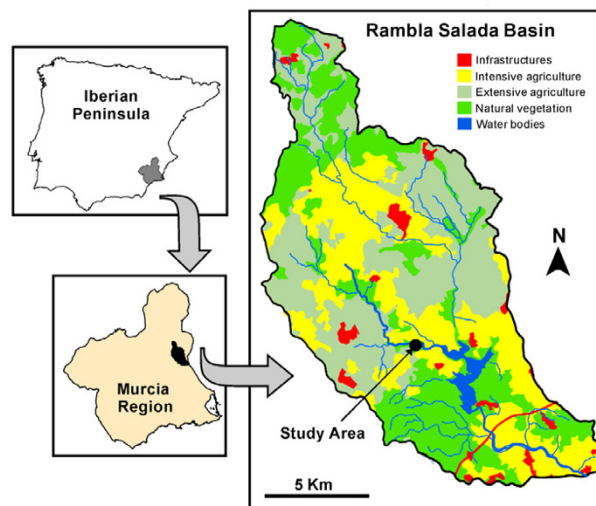 Rambla Salada Basin
Infrastructures
Intensive agriculture
Extensive agriculture
Natural vegetation
Water bodies
Iberian
Peninsula
N
Murcia
Region
Study Area
5 Km